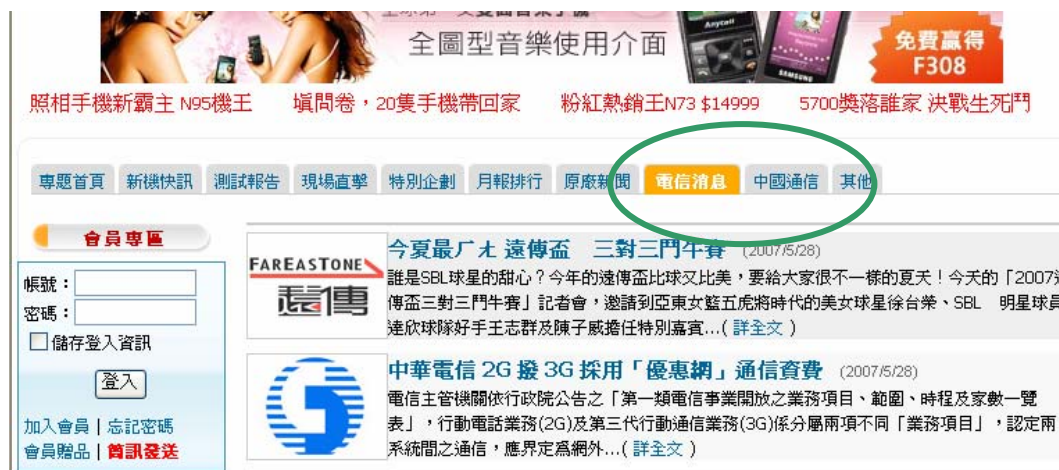 全圖型音樂使用介面
Anycall
SAMSUNG
免費贏得
F308
照相手機新霸主 N95機王 填問卷，20隻手機帶回家 粉紅熱銷王N73 $14999 5700獎落誰家 決戰生死鬥
專題首頁 新機快訊 測試報告 現場直擊 特別企劃 月報排行 原廠新聞 電信消息 中國通信 其他
會員專區
帳號：
密碼：
儲存登入資訊
登入
加入會員 | 忘記密碼
會員贈品 | 簡訊發送
FAREASTONE
遠傳
今夏最ㄏㄤ 遠傳盃 三對三鬥牛賽 (2007/5/28)
誰是SBL球星的甜心？今年的遠傳盃比球又比美，要給大家很不一樣的夏天！今天的「2007遠
傳盃三對三鬥牛賽」記者會，邀請到亞東女籃五虎將時代的美女球星徐台榮、SBL 明星球員
達欣球隊好手王志群及陳子威擔任特別嘉賓...( 詳全文 )
中華電信 2G 撥 3G 採用「優惠網」通信資費 (2007/5/28)
電信主管機關依行政院公告之「第一類電信事業開放之業務項目、範圍、時程及家數一覽
表」，行動電話業務(2G)及第三代行動通信業務(3G)係分屬兩項不同「業務項目」，認定兩
系統間之通信，應界定為網外...( 詳全文 )